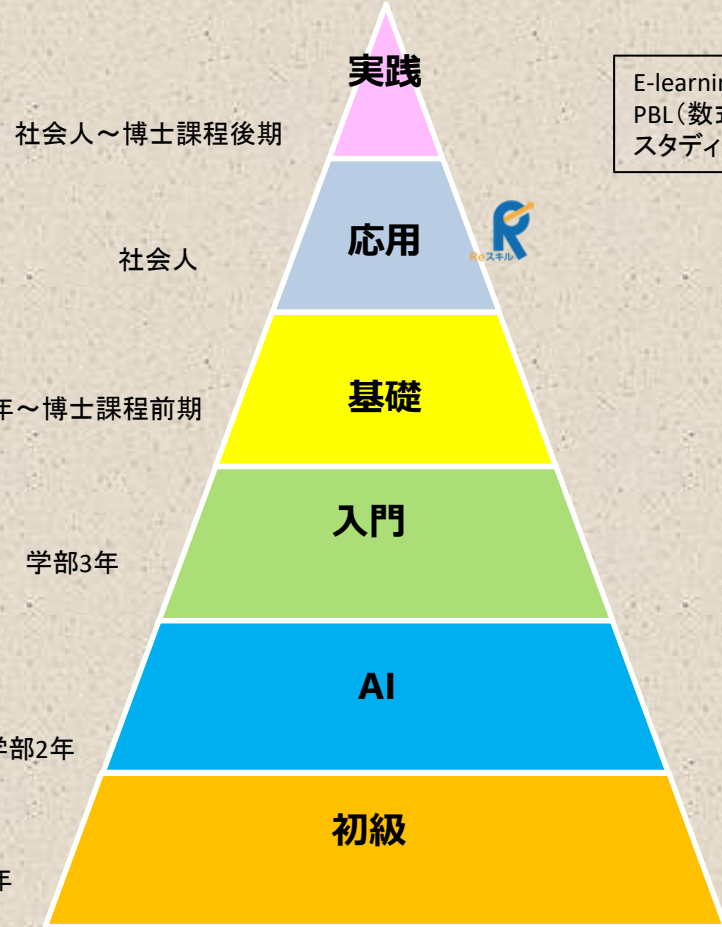 実践
E-learnin
PBL（数式
スタディ
社会人～博士課程後期
応用
Reスキル
社会人
基礎
年～博士課程前期
入門
学部3年
AI
学部2年
初級
年